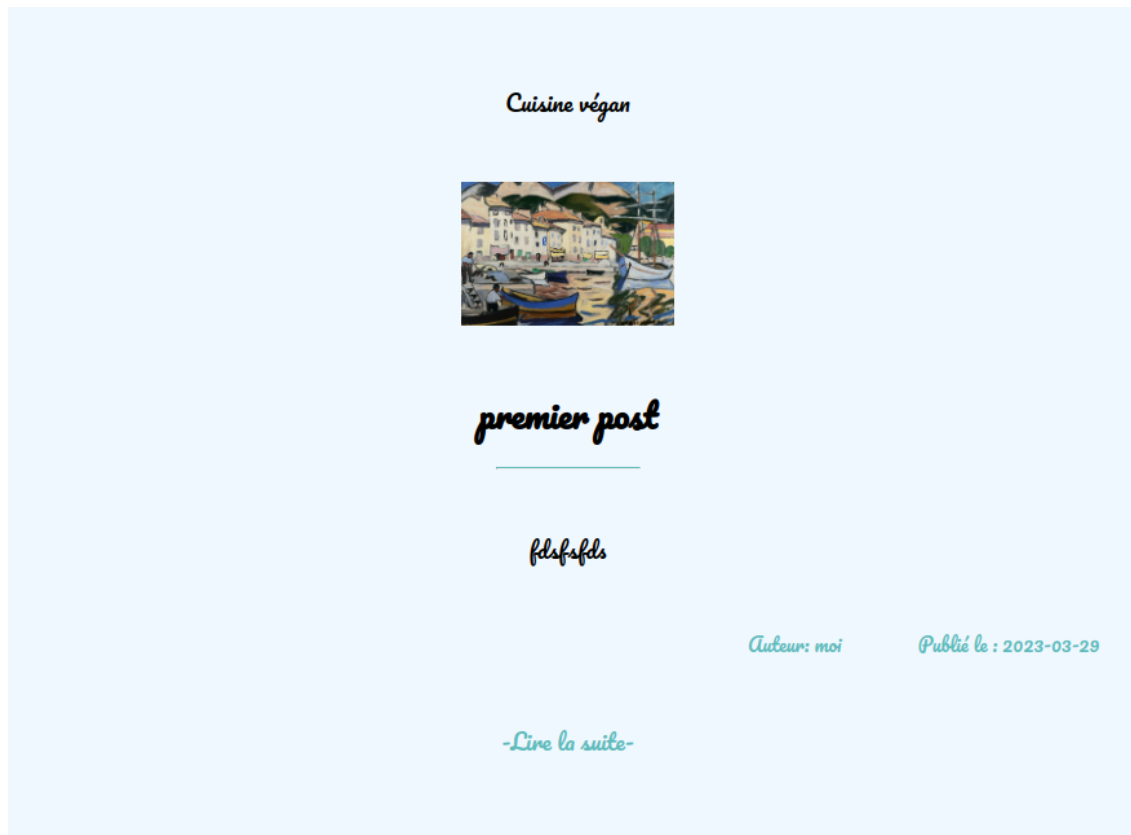 Cuisine végan
premier post
fdsfsfds
Auteur: moi Publié le : 2023-03-29
-Lire la suite-